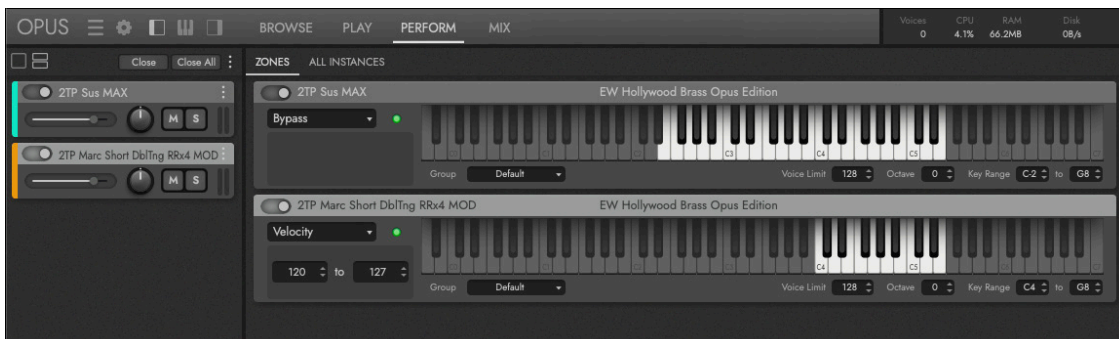 OPUS BROWSE PLAY PERFORM MIX Voices CPU RAM Disk
0 4.1% 66.2MB 0B/s
Close Close All ZONES ALL INSTANCES
2TP Sus MAX
M S
2TP Marc Short DblTng RRx4 MOD
M S
2TP Sus MAX EW Hollywood Brass Opus Edition
Bypass
C3 C4 C5
Group Default Voice Limit 128 Octave 0 Key Range C-2 to G8
2TP Marc Short DblTng RRx4 MOD EW Hollywood Brass Opus Edition
Velocity
120 to 127
C4 C5
Group Default Voice Limit 128 Octave 0 Key Range C4 to G8